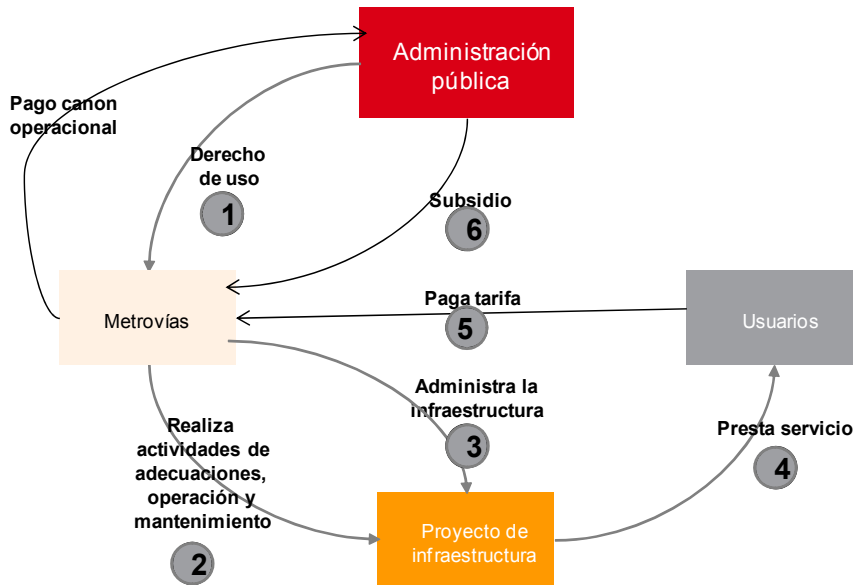 Administración
pública
Pago canon
operacional
Derecho
de uso
1
Subsidio
6
Metrovías
Paga tarifa
5
Usuarios
Administra la
infraestructura
3
Realiza
actividades de
adecuaciones,
operación y
mantenimiento
2
Presta servicio
4
Proyecto de
infraestructura